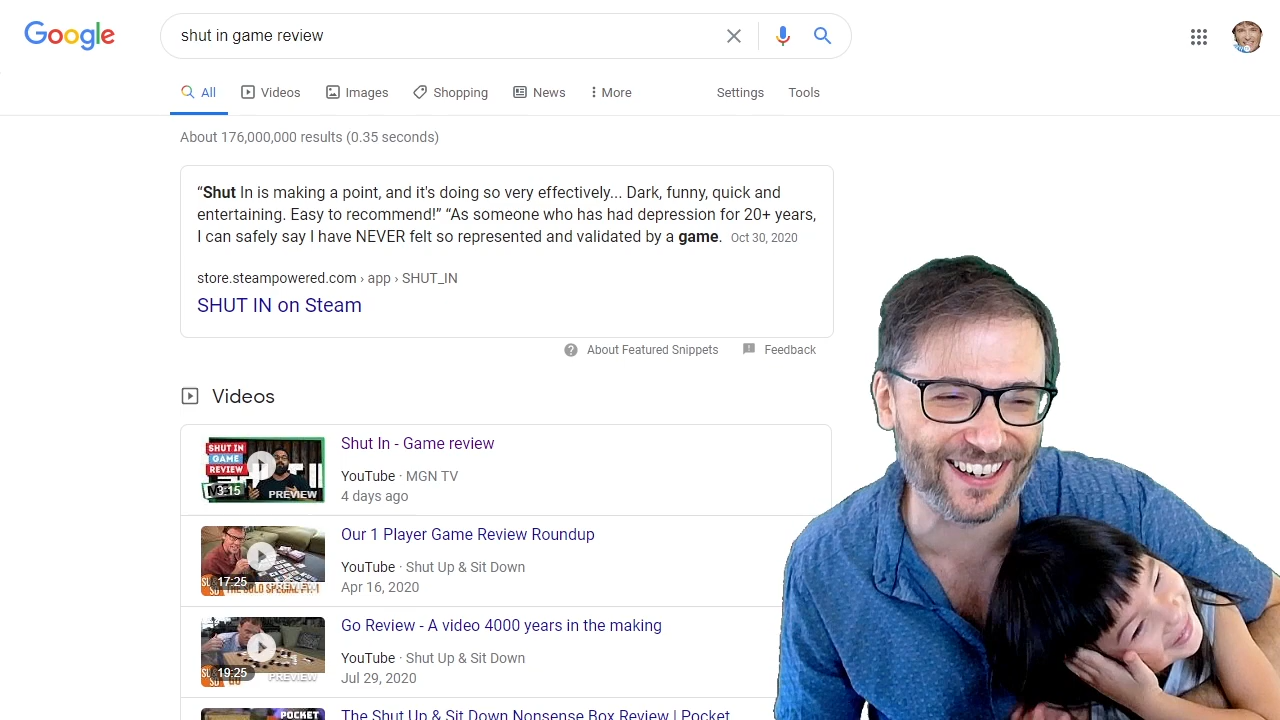 Google
shut in game review
All Videos Images Shopping News More Settings Tools
About 176,000,000 results (0.35 seconds)
“Shut In is making a point, and it's doing so very effectively... Dark, funny, quick and
entertaining. Easy to recommend!” “As someone who has had depression for 20+ years,
I can safely say I have NEVER felt so represented and validated by a game. Oct 30, 2020
store.steampowered.com › app › SHUT_IN
SHUT IN on Steam
About Featured Snippets Feedback
Videos
SHUT IN
GAME
REVIEW
3:15
PREVIEW
Shut In - Game review
YouTube · MGN TV
4 days ago
17:25
THE SOLO SPECIAL PT. 1
Our 1 Player Game Review Roundup
YouTube · Shut Up & Sit Down
Apr 16, 2020
19:25
GO
PREVIEW
Go Review - A video 4000 years in the making
YouTube · Shut Up & Sit Down
Jul 29, 2020
POCKET
The Shut Up & Sit Down Nonsense Box Review | Pocket